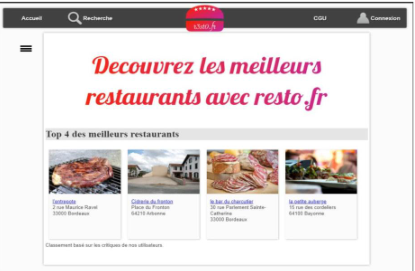 Accueil
Recherche
resto.fr
CGU
Connexion
Decouvrez les meilleurs
restaurants avec resto.fr
Top 4 des meilleurs restaurants
l'entrepote
2 rue Maurice Ravel
33000 Bordeaux
Cidrerie du fronton
Place du Fronton
64210 Arbonne
le bar du charcutier
30 rue Parlement Sainte-
Catherine
33000 Bordeaux
la petite auberge
15 rue des cordeliers
64100 Bayonne
Classement basé sur les critiques de nos utilisateurs.